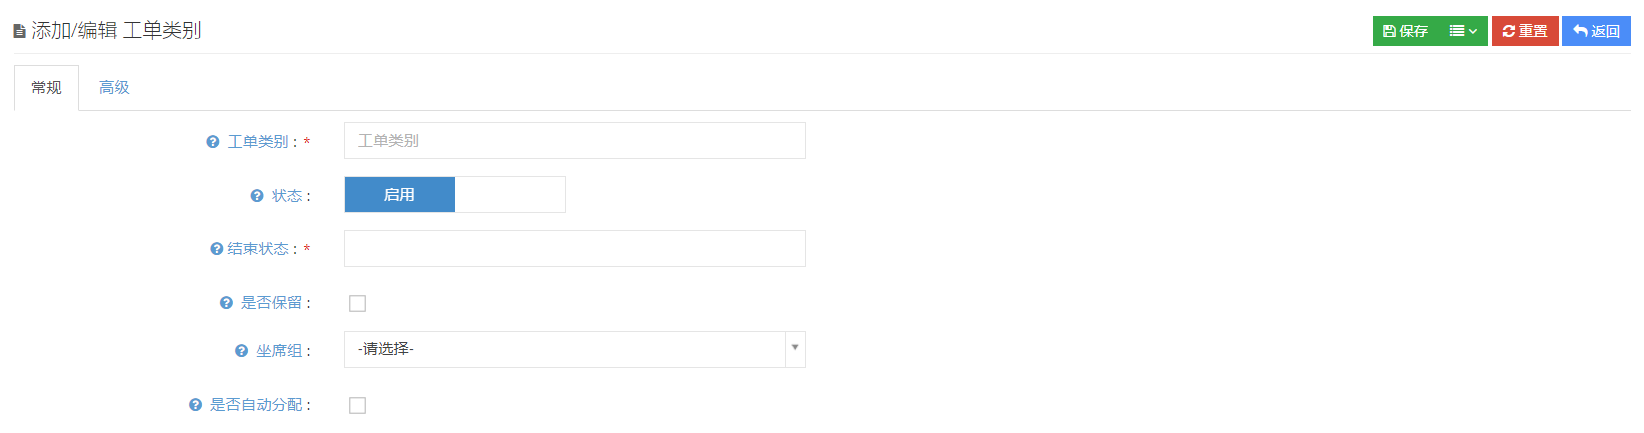 添加/编辑 工单类别
保存
重置
返回
常规
高级
工单类别 : *
工单类别
状态 :
启用
结束状态 : *
是否保留 :
坐席组 :
-请选择-
是否自动分配 :